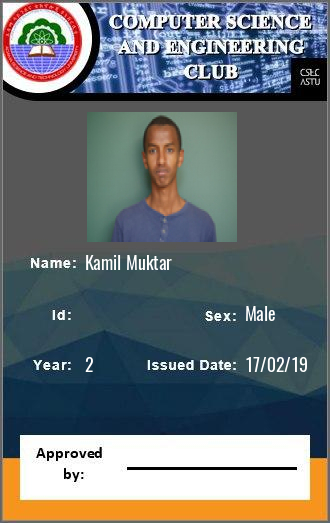 COMPUTER SCIENCE
AND ENGINEERING
CLUB
CSEC
ASTU
Name: Kamil Muktar
Id: Sex: Male
Year: 2 Issued Date: 17/02/19
Approved
by: